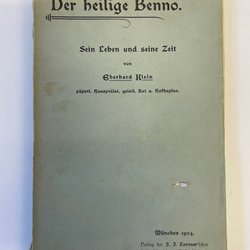 Der heilige Benno.
Sein Leben und seine Zeit
von
Eberhard Klein
päpstl. Hausprälat, geistl. Rat u. Hofkaplan.
München 1904.
Verlag der J. J. Lentner'schen